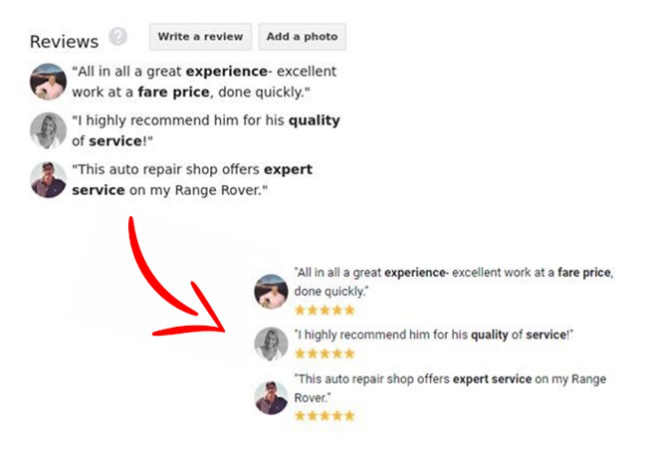 Reviews ? Write a review Add a photo
"All in all a great experience- excellent
work at a fare price, done quickly."
"I highly recommend him for his quality
of service!"
"This auto repair shop offers expert
service on my Range Rover."
"All in all a great experience- excellent work at a fare price,
done quickly."
"I highly recommend him for his quality of service!"
"This auto repair shop offers expert service on my Range
Rover."